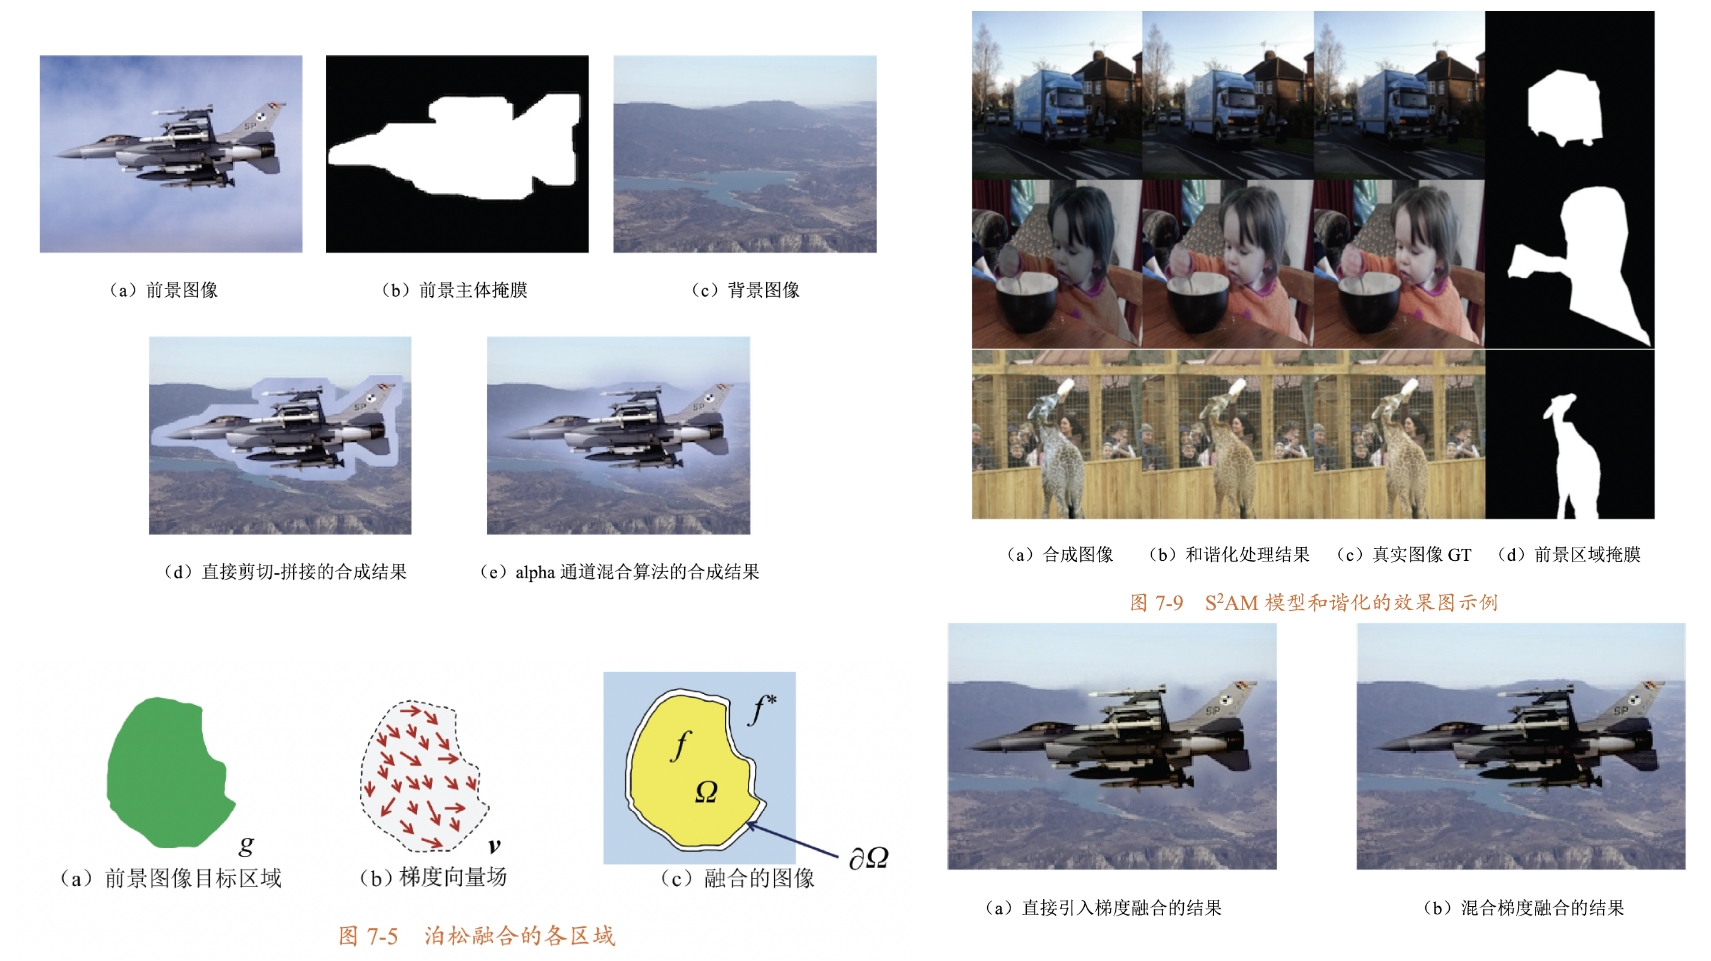 （a）前景图像
（b）前景主体掩膜
（c）背景图像
（d）直接剪切-拼接的合成结果
（e）alpha 通道混合算法的合成结果
g
v
f
f*
Ω
∂Ω
（a）前景图像目标区域
（b）梯度向量场
（c）融合的图像
图 7-5 泊松融合的各区域
（a）合成图像
（b）和谐化处理结果
（c）真实图像 GT
（d）前景区域掩膜
图 7-9 S²AM 模型和谐化的效果图示例
SP
SP
SP
SP
SP
（a）直接引入梯度融合的结果
（b）混合梯度融合的结果